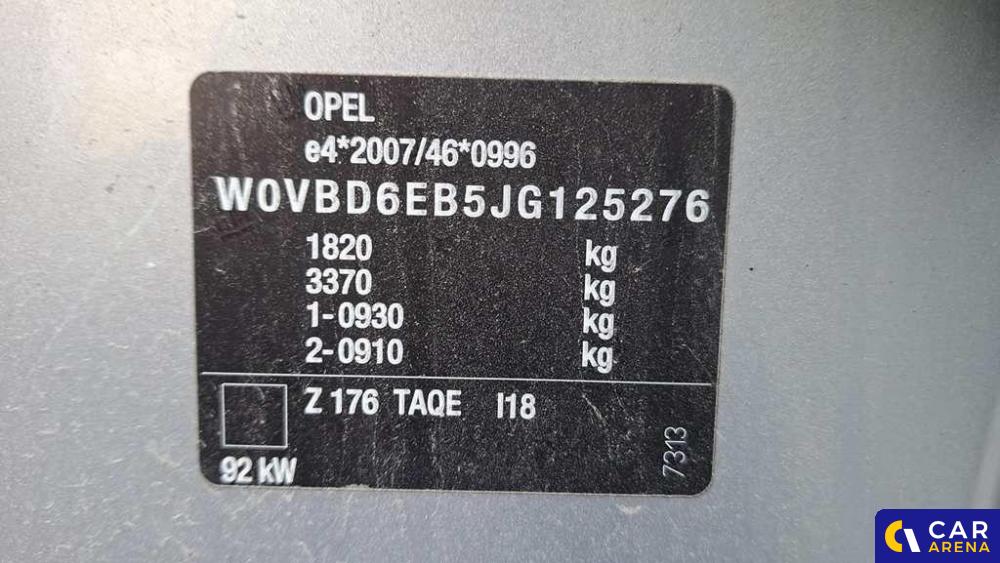 OPEL
e4*2007/46*0996
W0VBD6EB5JG125276
1820 kg
3370 kg
1-0930 kg
2-0910 kg
Z 176 TAQE I18
92 kW
7313
CAR
ARENA